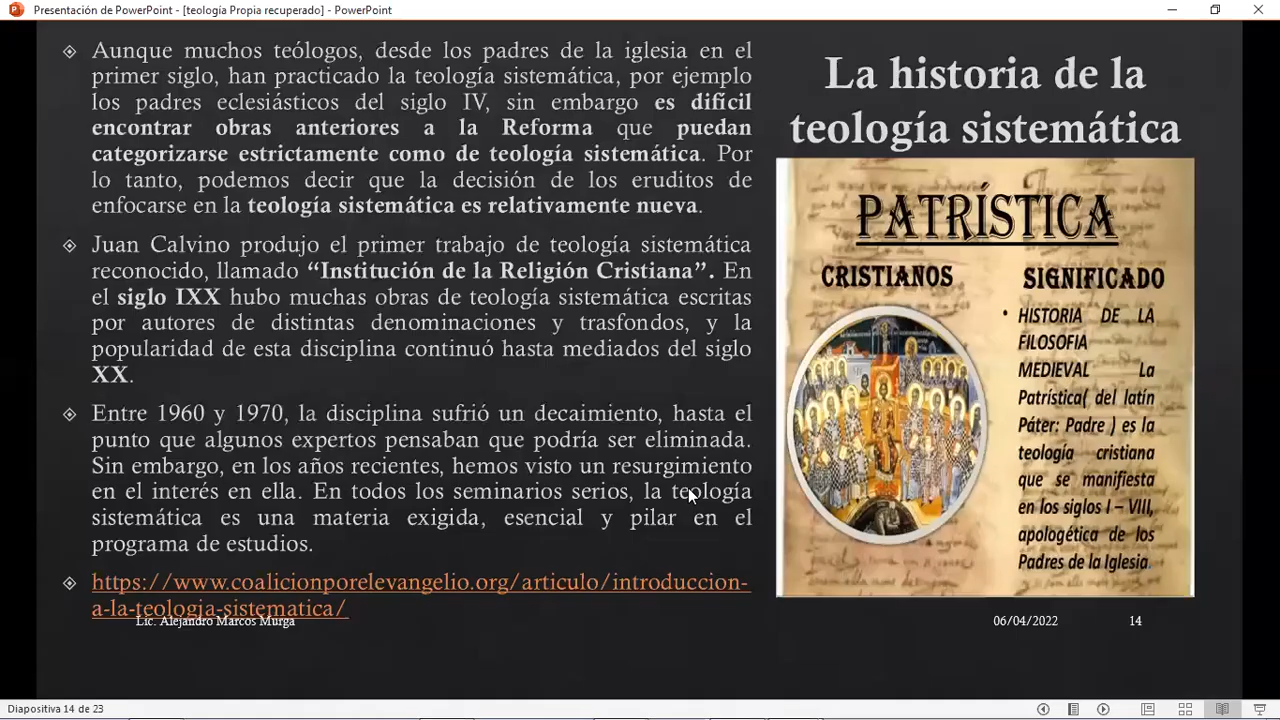 Presentación de PowerPoint - [teología Propia recuperado] - PowerPoint
Aunque muchos teólogos, desde los padres de la iglesia en el
primer siglo, han practicado la teología sistemática, por ejemplo
los padres eclesiásticos del siglo IV, sin embargo es difícil
encontrar obras anteriores a la Reforma que puedan
categorizarse estrictamente como de teología sistemática. Por
lo tanto, podemos decir que la decisión de los eruditos de
enfocarse en la teología sistemática es relativamente nueva.
Juan Calvino produjo el primer trabajo de teología sistemática
reconocido, llamado “Institución de la Religión Cristiana”. En
el siglo IXX hubo muchas obras de teología sistemática escritas
por autores de distintas denominaciones y trasfondos, y la
popularidad de esta disciplina continuó hasta mediados del siglo
XX.
Entre 1960 y 1970, la disciplina sufrió un decaimiento, hasta el
punto que algunos expertos pensaban que podría ser eliminada.
Sin embargo, en los años recientes, hemos visto un resurgimiento
en el interés en ella. En todos los seminarios serios, la teología
sistemática es una materia exigida, esencial y pilar en el
programa de estudios.
https://www.coalicionporelevangelio.org/articulo/introduccion-
a-la-teologia-sistematica/
La historia de la
teología sistemática
PATRÍSTICA
CRISTIANOS
SIGNIFICADO
• HISTORIA DE LA
FILOSOFIA
MEDIEVAL La
Patrística( del latín
Páter: Padre ) es la
teología cristiana
que se manifiesta
en los siglos I – VIII,
apologética de los
Padres de la Iglesia.
Lic. Alejandro Marcos Murga
06/04/2022
14
Diapositiva 14 de 23